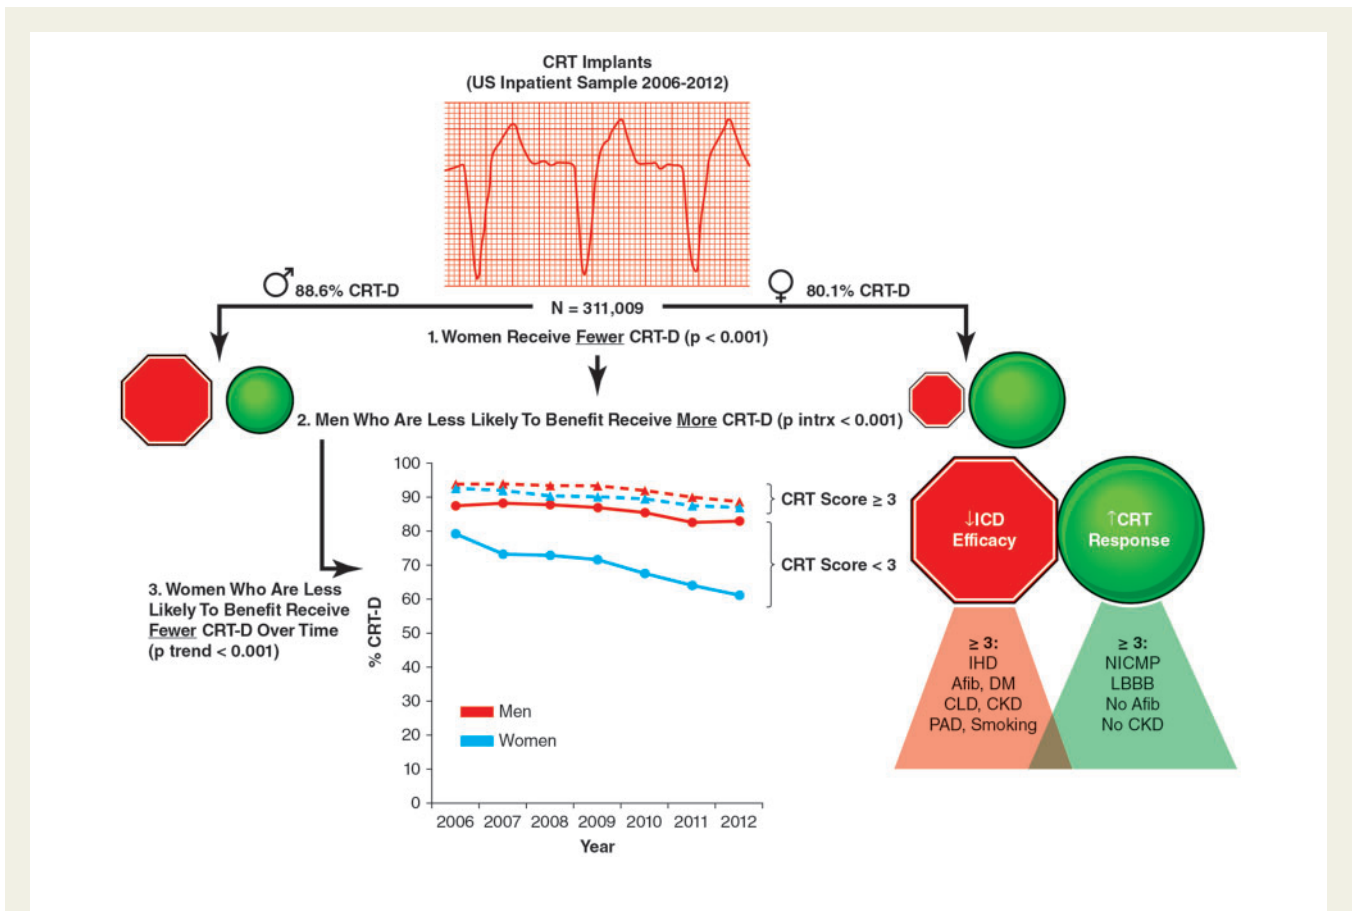 CRT Implants
(US Inpatient Sample 2006-2012)
♂ 88.6% CRT-D
♀ 80.1% CRT-D
N = 311,009
1. Women Receive Fewer CRT-D (p < 0.001)
2. Men Who Are Less Likely To Benefit Receive More CRT-D (p intrx < 0.001)
3. Women Who Are Less
Likely To Benefit Receive
Fewer CRT-D Over Time
(p trend < 0.001)
% CRT-D
100
90
80
70
60
50
40
30
20
10
0
Men
Women
2006 2007 2008 2009 2010 2011 2012
Year
CRT Score ≥ 3
CRT Score < 3
↓ICD
Efficacy
↑CRT
Response
≥ 3:
IHD
Afib, DM
CLD, CKD
PAD, Smoking
≥ 3:
NICMP
LBBB
No Afib
No CKD